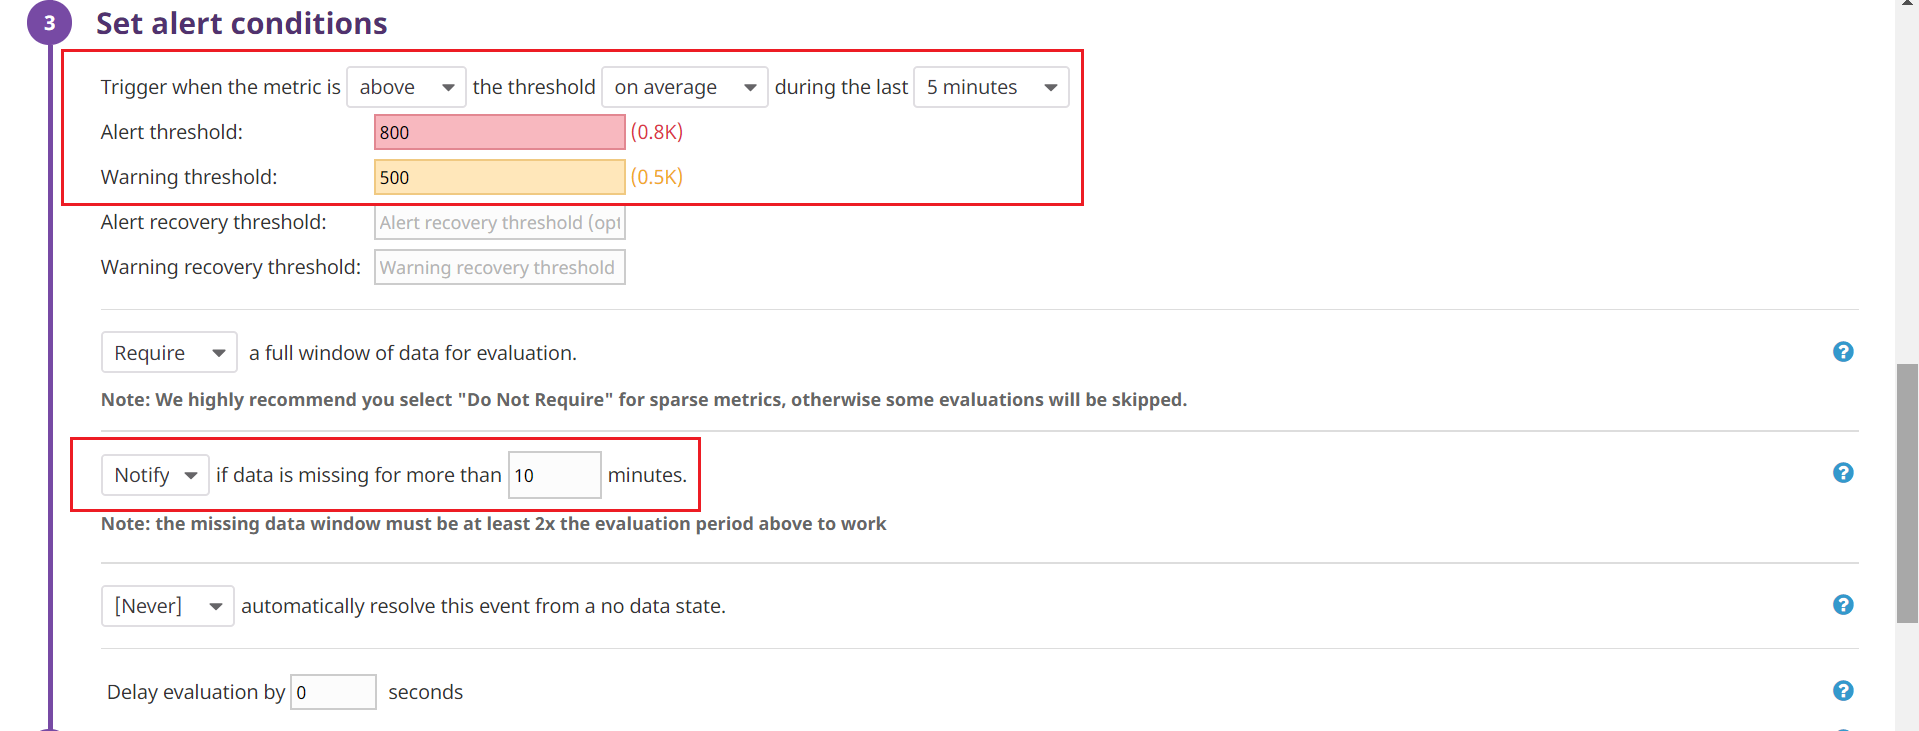 3 Set alert conditions
Trigger when the metric is above the threshold on average during the last 5 minutes
Alert threshold: 800 (0.8K)
Warning threshold: 500 (0.5K)
Alert recovery threshold: Alert recovery threshold (opt
Warning recovery threshold: Warning recovery threshold
Require a full window of data for evaluation. ?
Note: We highly recommend you select "Do Not Require" for sparse metrics, otherwise some evaluations will be skipped.
Notify if data is missing for more than 10 minutes. ?
Note: the missing data window must be at least 2x the evaluation period above to work
[Never] automatically resolve this event from a no data state. ?
Delay evaluation by 0 seconds ?